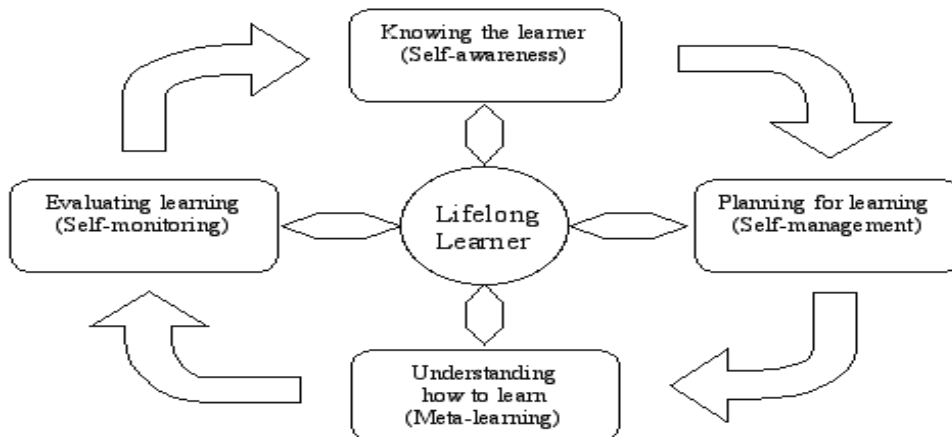 Knowing the learner
(Self-awareness)
Evaluating learning
(Self-monitoring)
Lifelong
Learner
Planning for learning
(Self-management)
Understanding
how to learn
(Meta-learning)